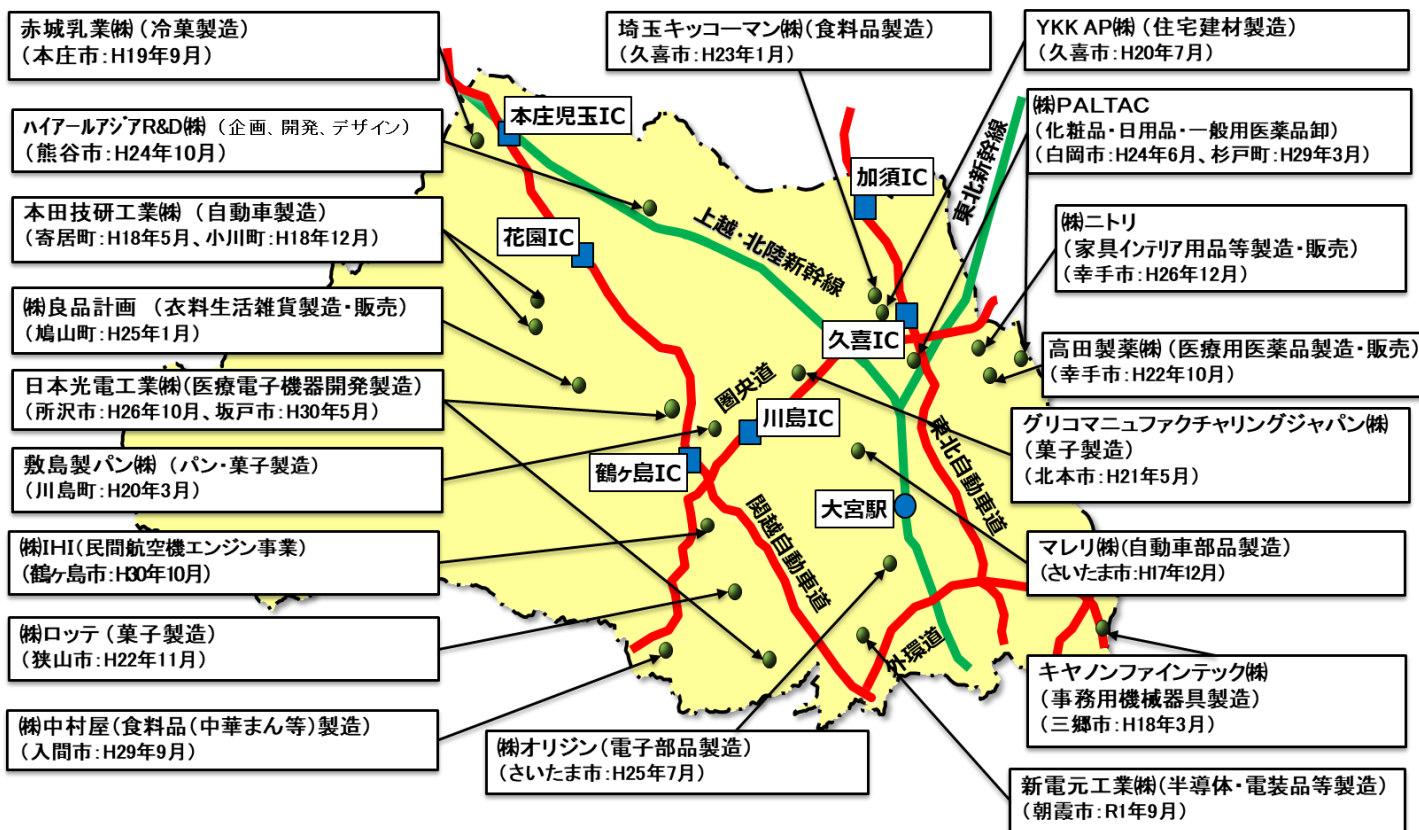 赤城乳業㈱（冷菓製造）
（本庄市：H19年9月）
ハイアールアジアR&D㈱（企画、開発、デザイン）
（熊谷市：H24年10月）
本田技研工業㈱（自動車製造）
（寄居町：H18年5月、小川町：H18年12月）
㈱良品計画（衣料生活雑貨製造・販売）
（鳩山町：H25年1月）
日本光電工業㈱（医療電子機器開発製造）
（所沢市：H26年10月、坂戸市：H30年5月）
敷島製パン㈱（パン・菓子製造）
（川島町：H20年3月）
㈱IHI（民間航空機エンジン事業）
（鶴ヶ島市：H30年10月）
㈱ロッテ（菓子製造）
（狭山市：H22年11月）
㈱中村屋（食料品（中華まん等）製造）
（入間市：H29年9月）
埼玉キッコーマン㈱（食料品製造）
（久喜市：H23年1月）
YKK AP㈱（住宅建材製造）
（久喜市：H20年7月）
㈱PALTAC
（化粧品・日用品・一般用医薬品卸）
（白岡市：H24年6月、杉戸町：H29年3月）
㈱ニトリ
（家具インテリア用品等製造・販売）
（幸手市：H26年12月）
高田製薬㈱（医療用医薬品製造・販売）
（幸手市：H22年10月）
グリコマニュファクチャリングジャパン㈱
（菓子製造）
（北本市：H21年5月）
マレリ㈱（自動車部品製造）
（さいたま市：H17年12月）
キヤノンファインテック㈱
（事務用機械器具製造）
（三郷市：H18年3月）
新電元工業㈱（半導体・電装品等製造）
（朝霞市：R1年9月）
㈱オリジン（電子部品製造）
（さいたま市：H25年7月）
本庄児玉IC
花園IC
加須IC
久喜IC
川島IC
鶴ヶ島IC
大宮駅
上越・北陸新幹線
東北新幹線
圏央道
関越自動車道
東北自動車道
外環道